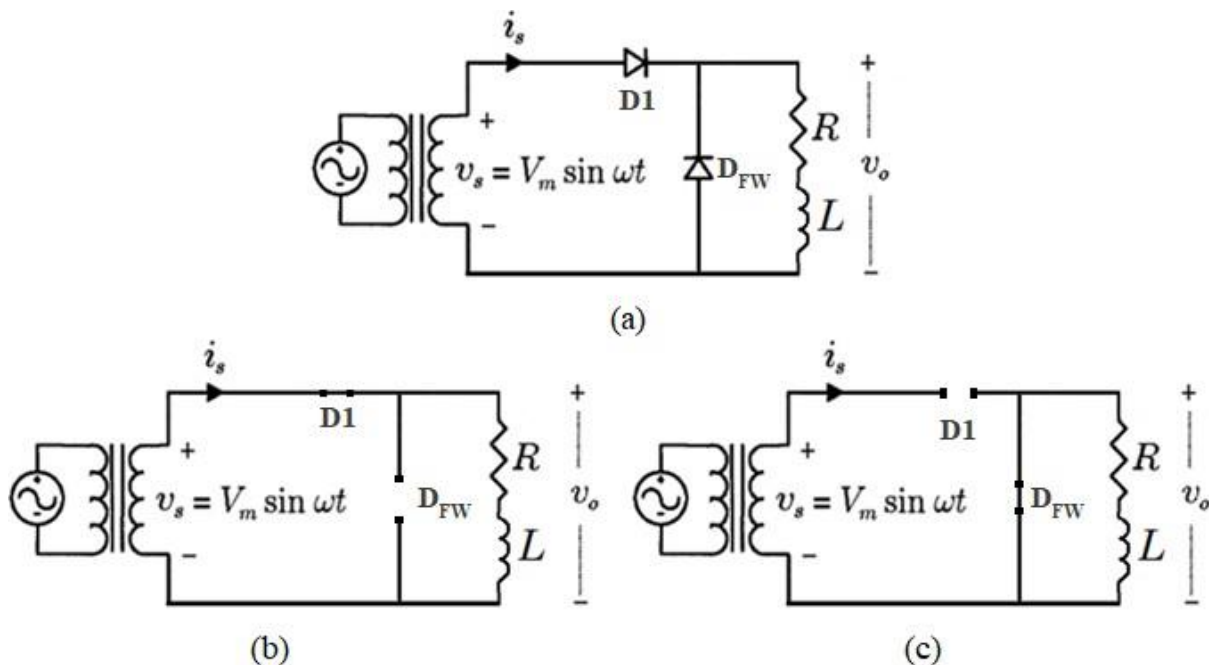 i_s
D1
+
v_s = V_m sin ωt
−
D_FW
R
L
+
v_o
−
(a)
i_s
D1
+
v_s = V_m sin ωt
−
D_FW
R
L
+
v_o
−
(b)
i_s
D1
+
v_s = V_m sin ωt
−
D_FW
R
L
+
v_o
−
(c)